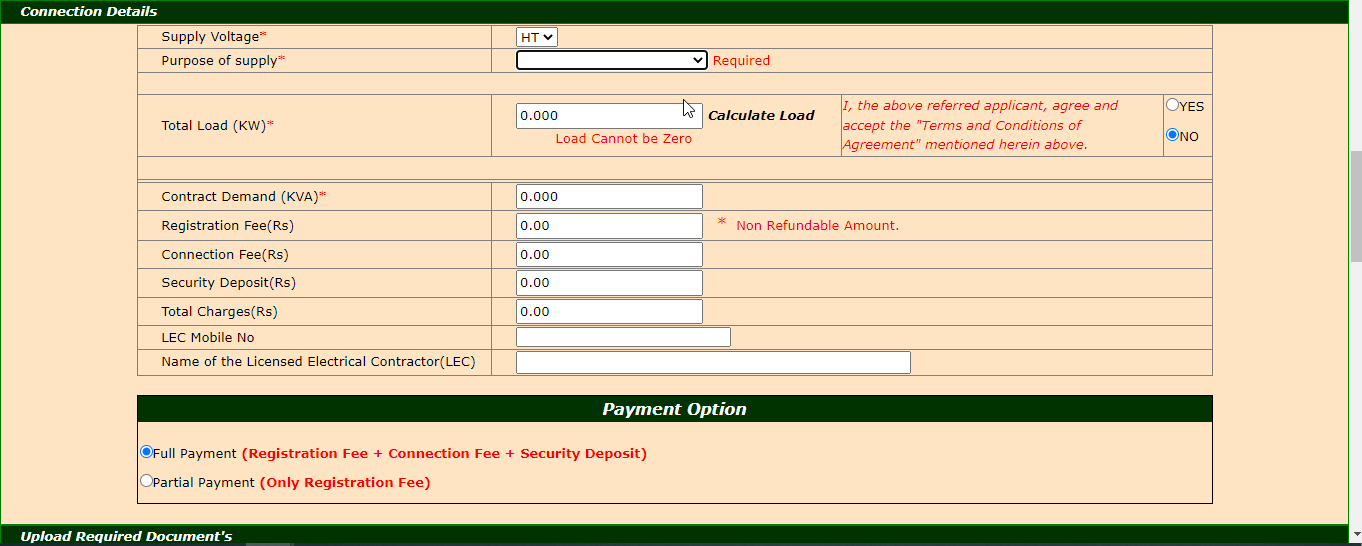 Connection Details
Supply Voltage* HT
Purpose of supply* Required
Total Load (KW)* 0.000 Calculate Load
Load Cannot be Zero
I, the above referred applicant, agree and
accept the "Terms and Conditions of
Agreement" mentioned herein above.
YES
NO
Contract Demand (KVA)* 0.000
Registration Fee(Rs) 0.00 * Non Refundable Amount.
Connection Fee(Rs) 0.00
Security Deposit(Rs) 0.00
Total Charges(Rs) 0.00
LEC Mobile No
Name of the Licensed Electrical Contractor(LEC)
Payment Option
Full Payment (Registration Fee + Connection Fee + Security Deposit)
Partial Payment (Only Registration Fee)
Upload Required Document's